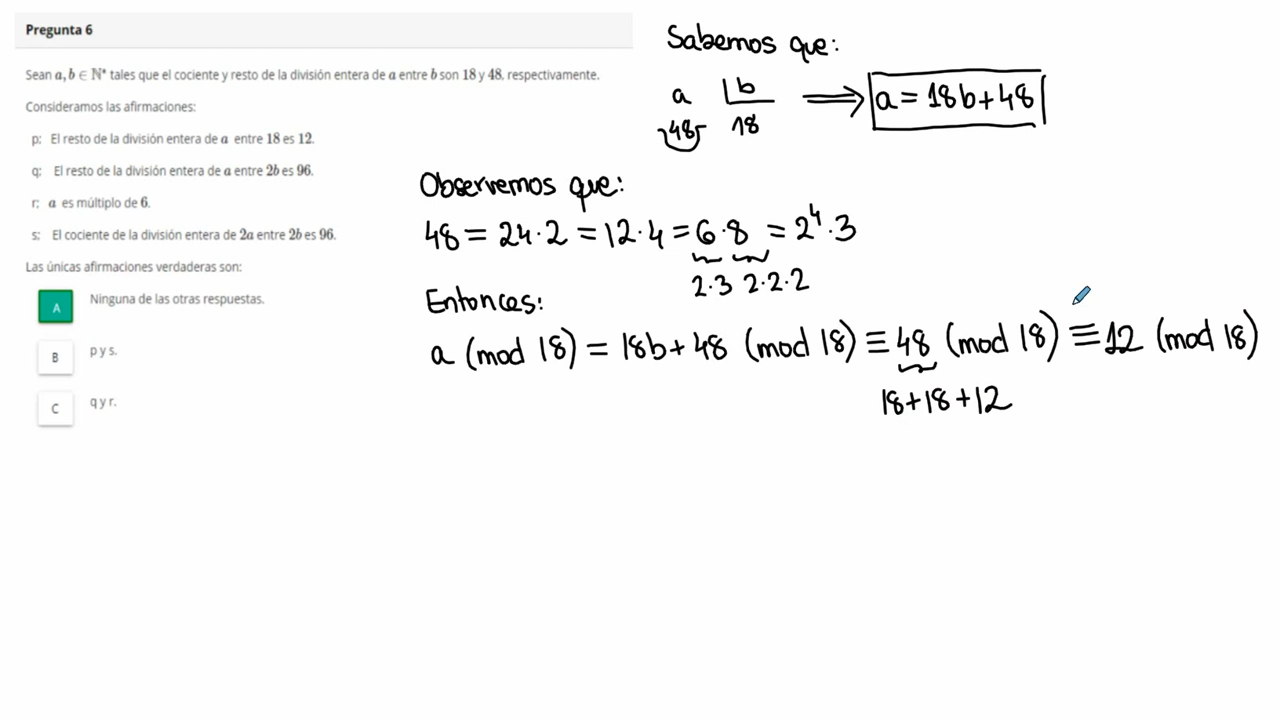 Pregunta 6
Sean a, b ∈ ℕ* tales que el cociente y resto de la división entera de a entre b son 18 y 48, respectivamente.
Consideramos las afirmaciones:
p: El resto de la división entera de a entre 18 es 12.
q: El resto de la división entera de a entre 2b es 96.
r: a es múltiplo de 6.
s: El cociente de la división entera de 2a entre 2b es 96.
Las únicas afirmaciones verdaderas son:
A Ninguna de las otras respuestas.
B p y s.
C q y r.
Sabemos que:
a b ⟹ a = 18b + 48
48 18
Observemos que:
48 = 24·2 = 12·4 = 6·8 = 2⁴·3
2·3 2·2·2
Entonces:
a (mod 18) = 18b + 48 (mod 18) ≡ 48 (mod 18) ≡ 12 (mod 18)
18+18+12